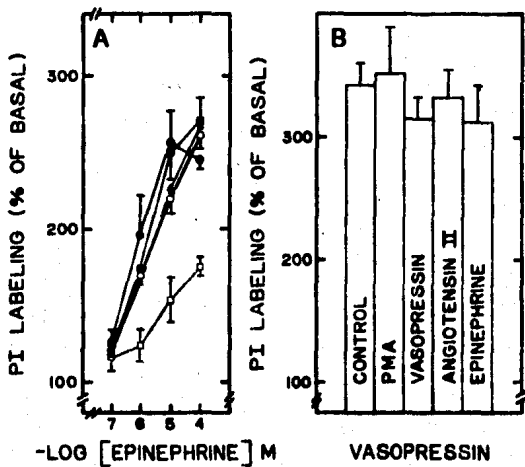 A
PI LABELING (% OF BASAL)
300
200
100
7 6 5 4
-LOG [EPINEPHRINE] M
B
PI LABELING (% OF BASAL)
300
200
100
CONTROL
PMA
VASOPRESSIN
ANGIOTENSIN II
EPINEPHRINE
VASOPRESSIN